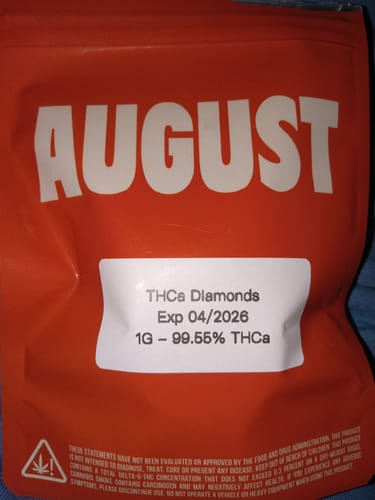 AUGUST
THCa Diamonds
Exp 04/2026
1G – 99.55% THCa
THESE STATEMENTS HAVE NOT BEEN EVALUATED OR APPROVED BY THE FOOD AND DRUG ADMINISTRATION. THIS PRODUCT
IS NOT INTENDED TO DIAGNOSE, TREAT, CURE OR PREVENT ANY DISEASE. KEEP OUT OF REACH OF CHILDREN. THIS PRODUCT
CONTAINS A TOTAL DELTA-9-THC CONCENTRATION THAT DOES NOT EXCEED 0.3 PERCENT ON A DRY-WEIGHT BASIS.
CANNABIS SMOKE CONTAINS CARCINOGEN AND MAY NEGATIVELY AFFECT HEALTH. IF YOU EXPERIENCE ANY ADVERSE
SYMPTOMS, PLEASE DISCONTINUE USE. DO NOT OPERATE A VEHICLE OR HEAVY EQUIPMENT WHEN USING THIS PRODUCT